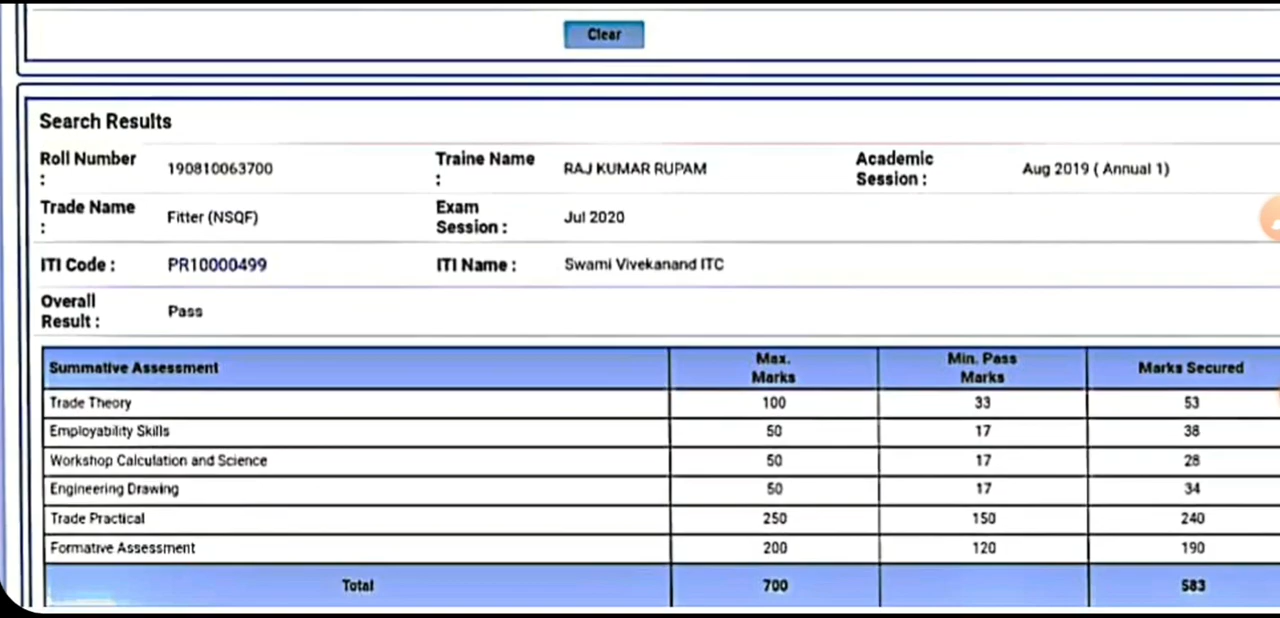 Clear
Search Results
Roll Number : 190810063700 Traine Name : RAJ KUMAR RUPAM Academic Session : Aug 2019 ( Annual 1)
Trade Name : Fitter (NSQF) Exam Session : Jul 2020
ITI Code : PR10000499 ITI Name : Swami Vivekanand ITC
Overall Result : Pass
Summative Assessment Max. Marks Min. Pass Marks Marks Secured
Trade Theory 100 33 53
Employability Skills 50 17 38
Workshop Calculation and Science 50 17 28
Engineering Drawing 50 17 34
Trade Practical 250 150 240
Formative Assessment 200 120 190
Total 700 583